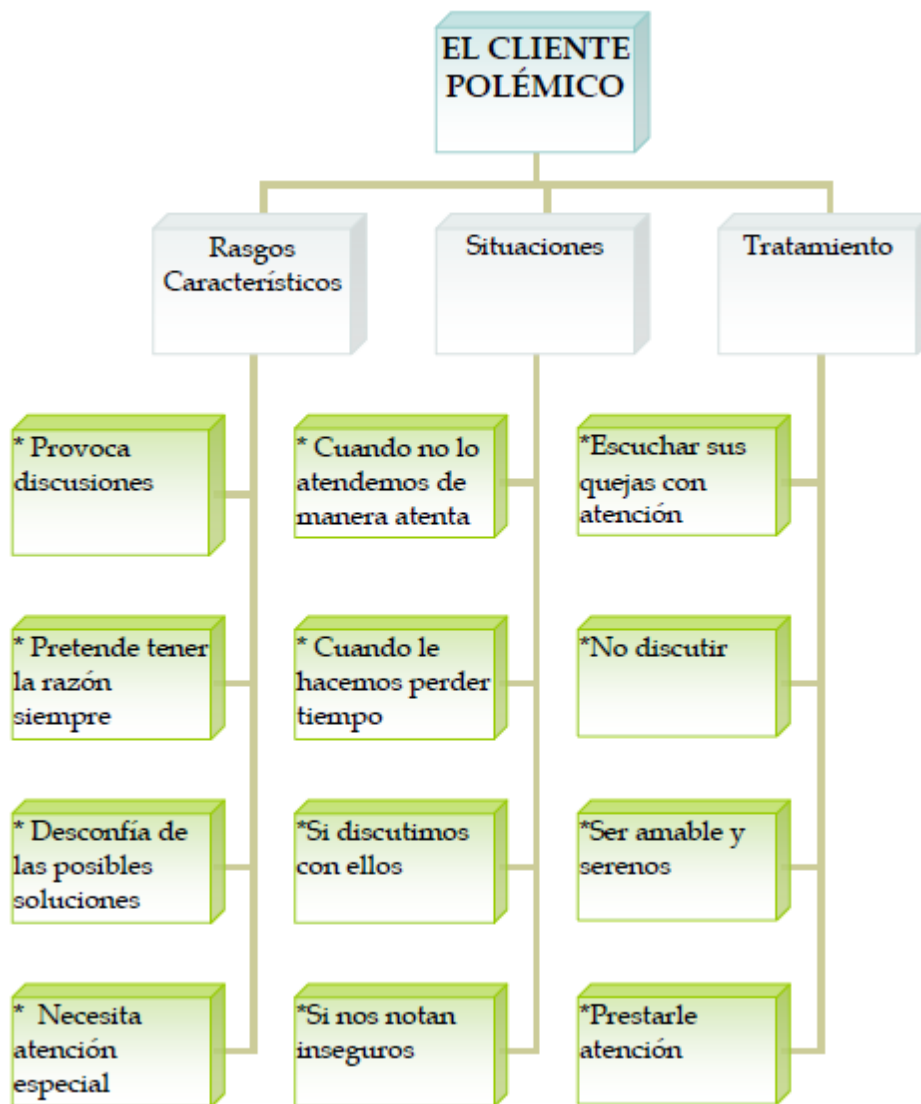 EL CLIENTE
POLÉMICO
Rasgos
Característicos
Situaciones
Tratamiento
* Provoca
discusiones
* Cuando no lo
atendemos de
manera atenta
*Escuchar sus
quejas con
atención
* Pretende tener
la razón
siempre
* Cuando le
hacemos perder
tiempo
*No discutir
* Desconfía de
las posibles
soluciones
*Si discutimos
con ellos
*Ser amable y
serenos
* Necesita
atención
especial
*Si nos notan
inseguros
*Prestarle
atención